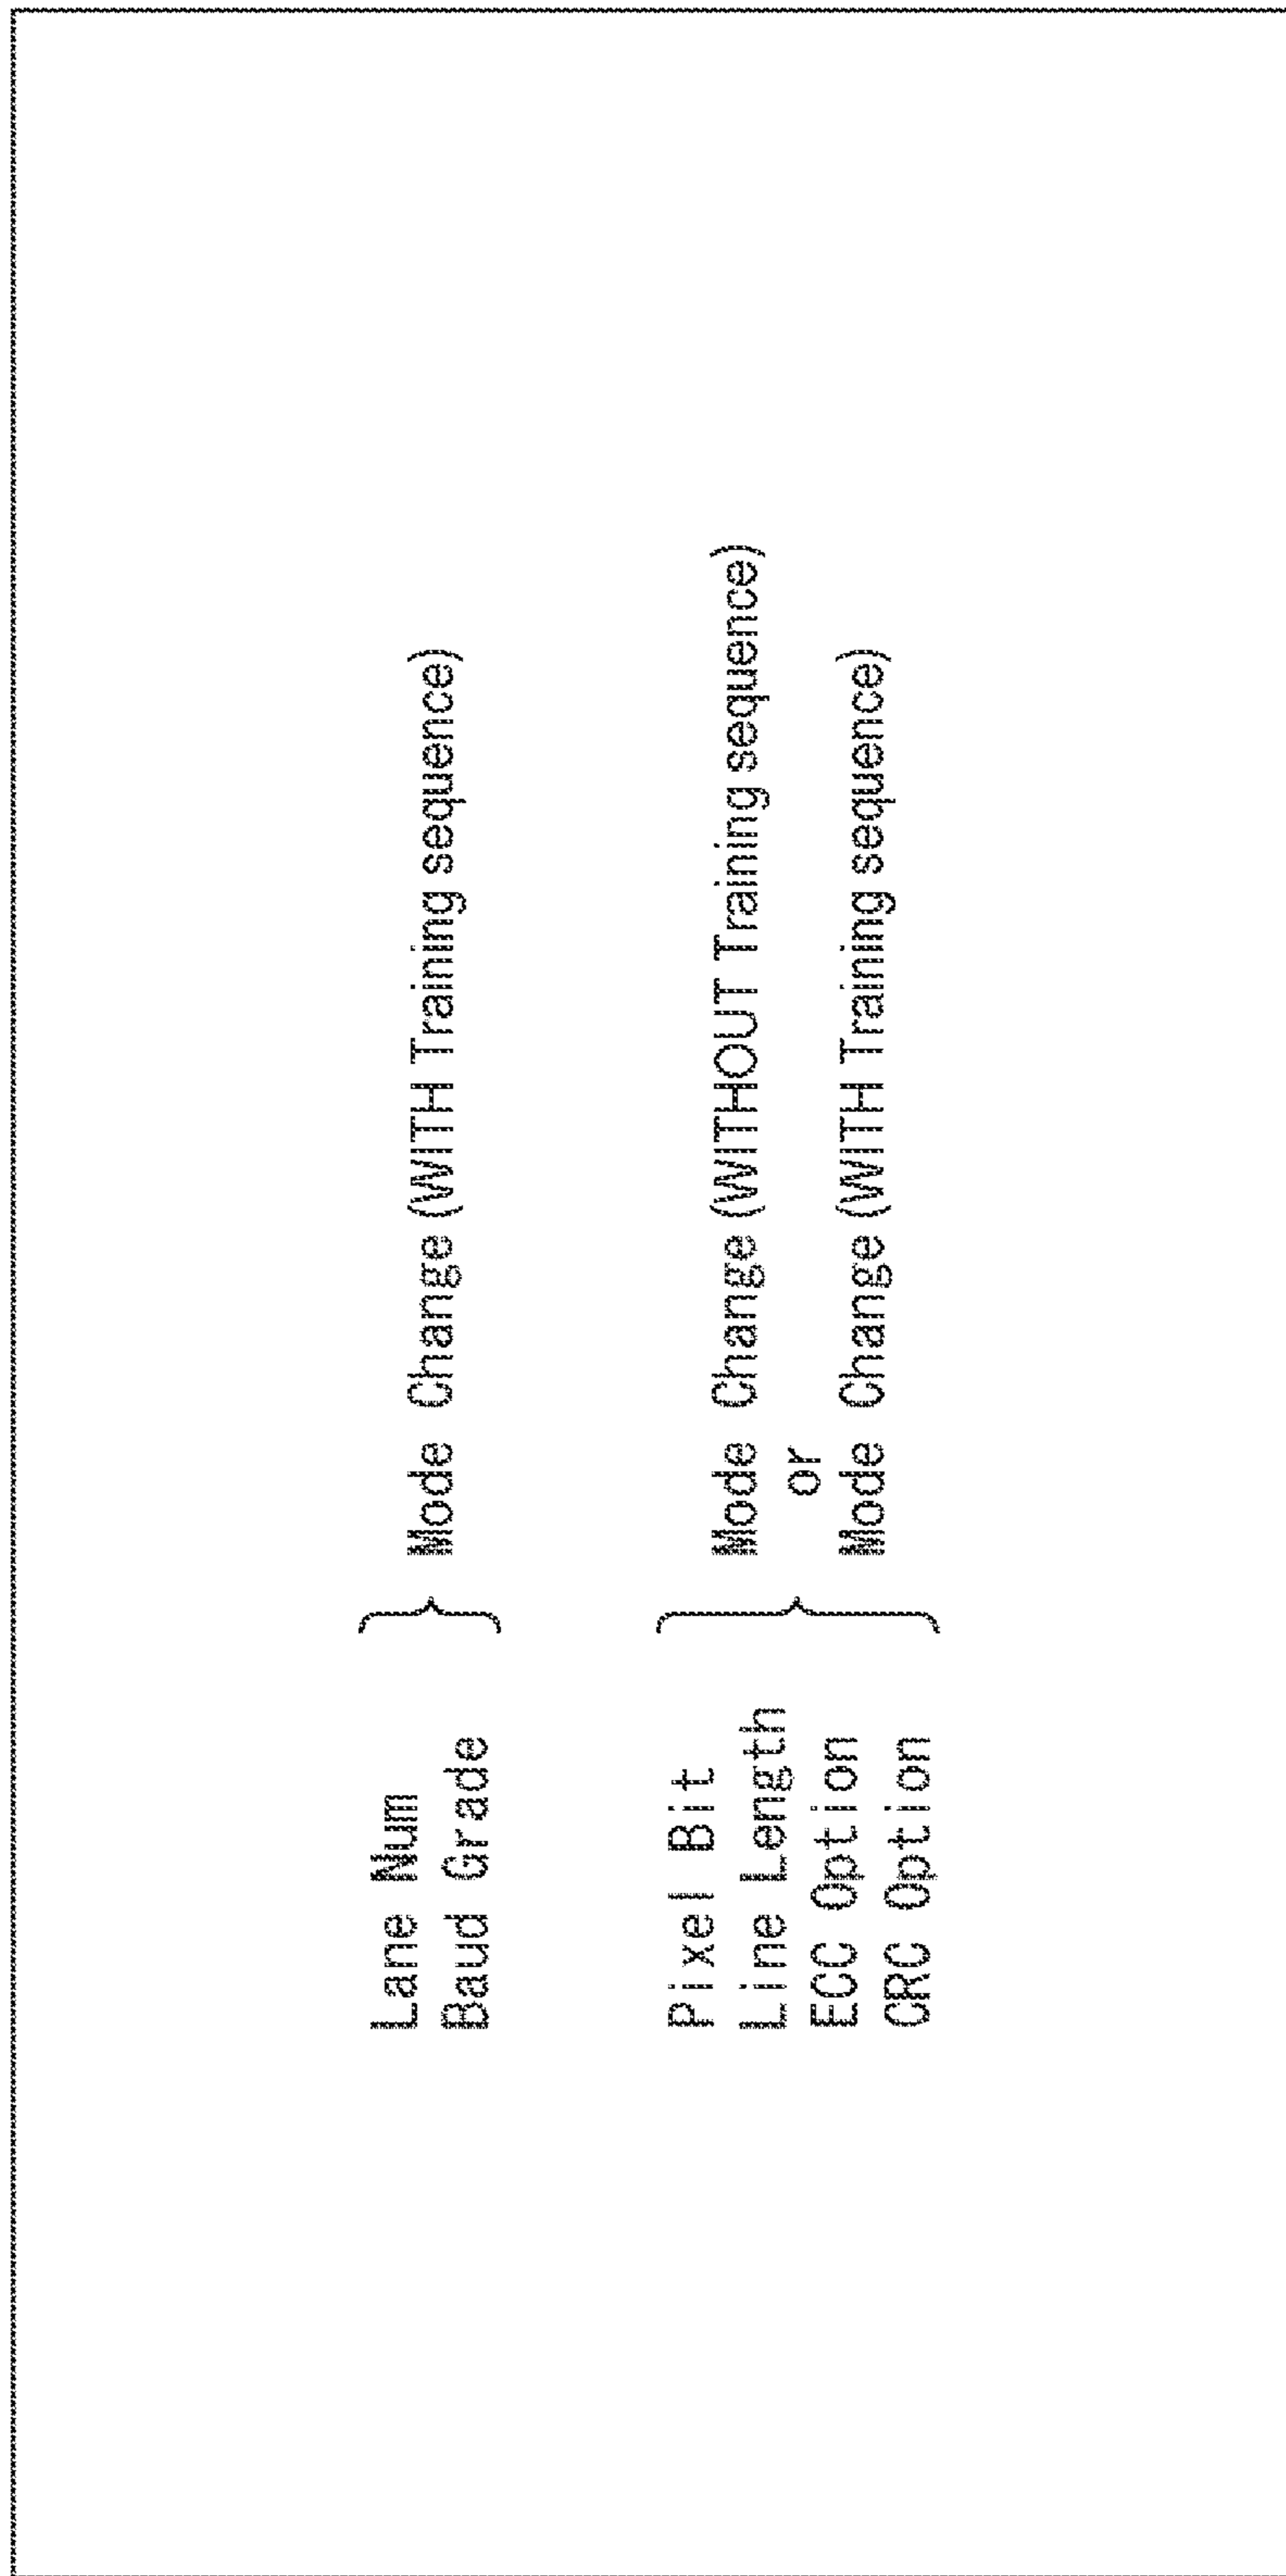 Lane Num
Baud Grade
Mode Change (WITH Training sequence)
Pixel Bit
Line Length
ECC Option
CRC Option
Mode Change (WITHOUT Training sequence)
or
Mode Change (WITH Training sequence)